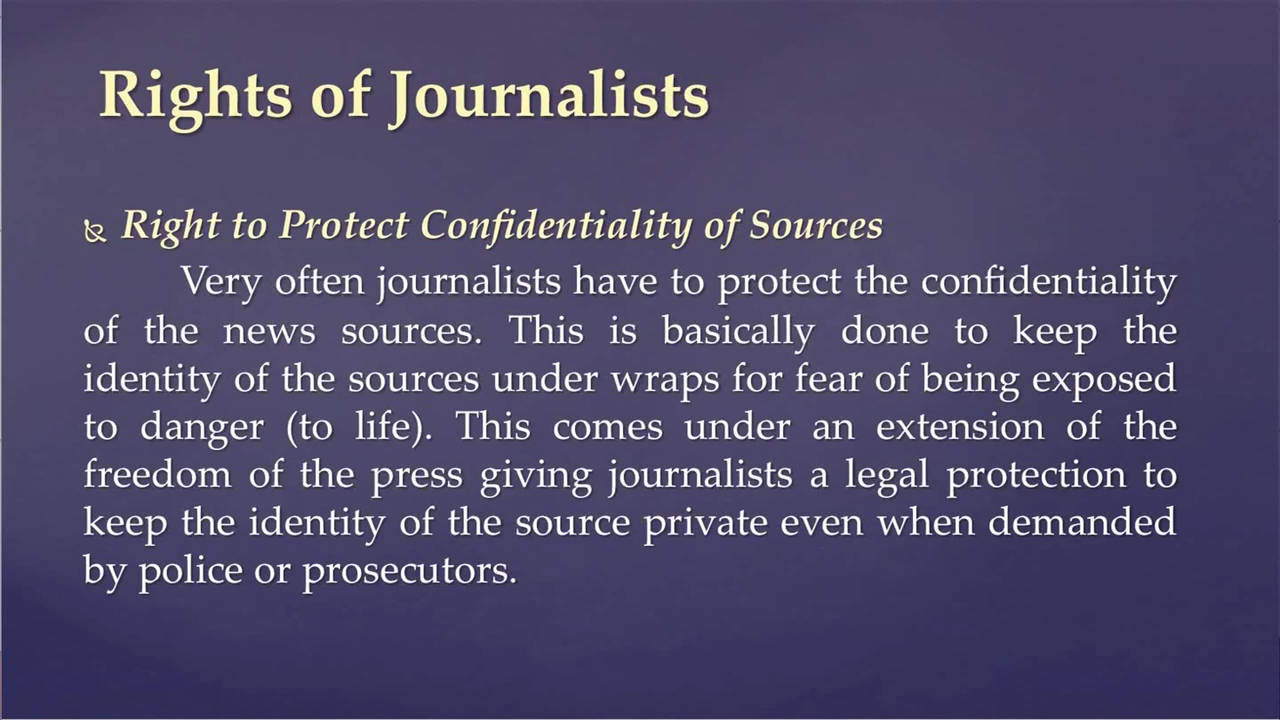 Rights of Journalists
Right to Protect Confidentiality of Sources
Very often journalists have to protect the confidentiality
of the news sources. This is basically done to keep the
identity of the sources under wraps for fear of being exposed
to danger (to life). This comes under an extension of the
freedom of the press giving journalists a legal protection to
keep the identity of the source private even when demanded
by police or prosecutors.